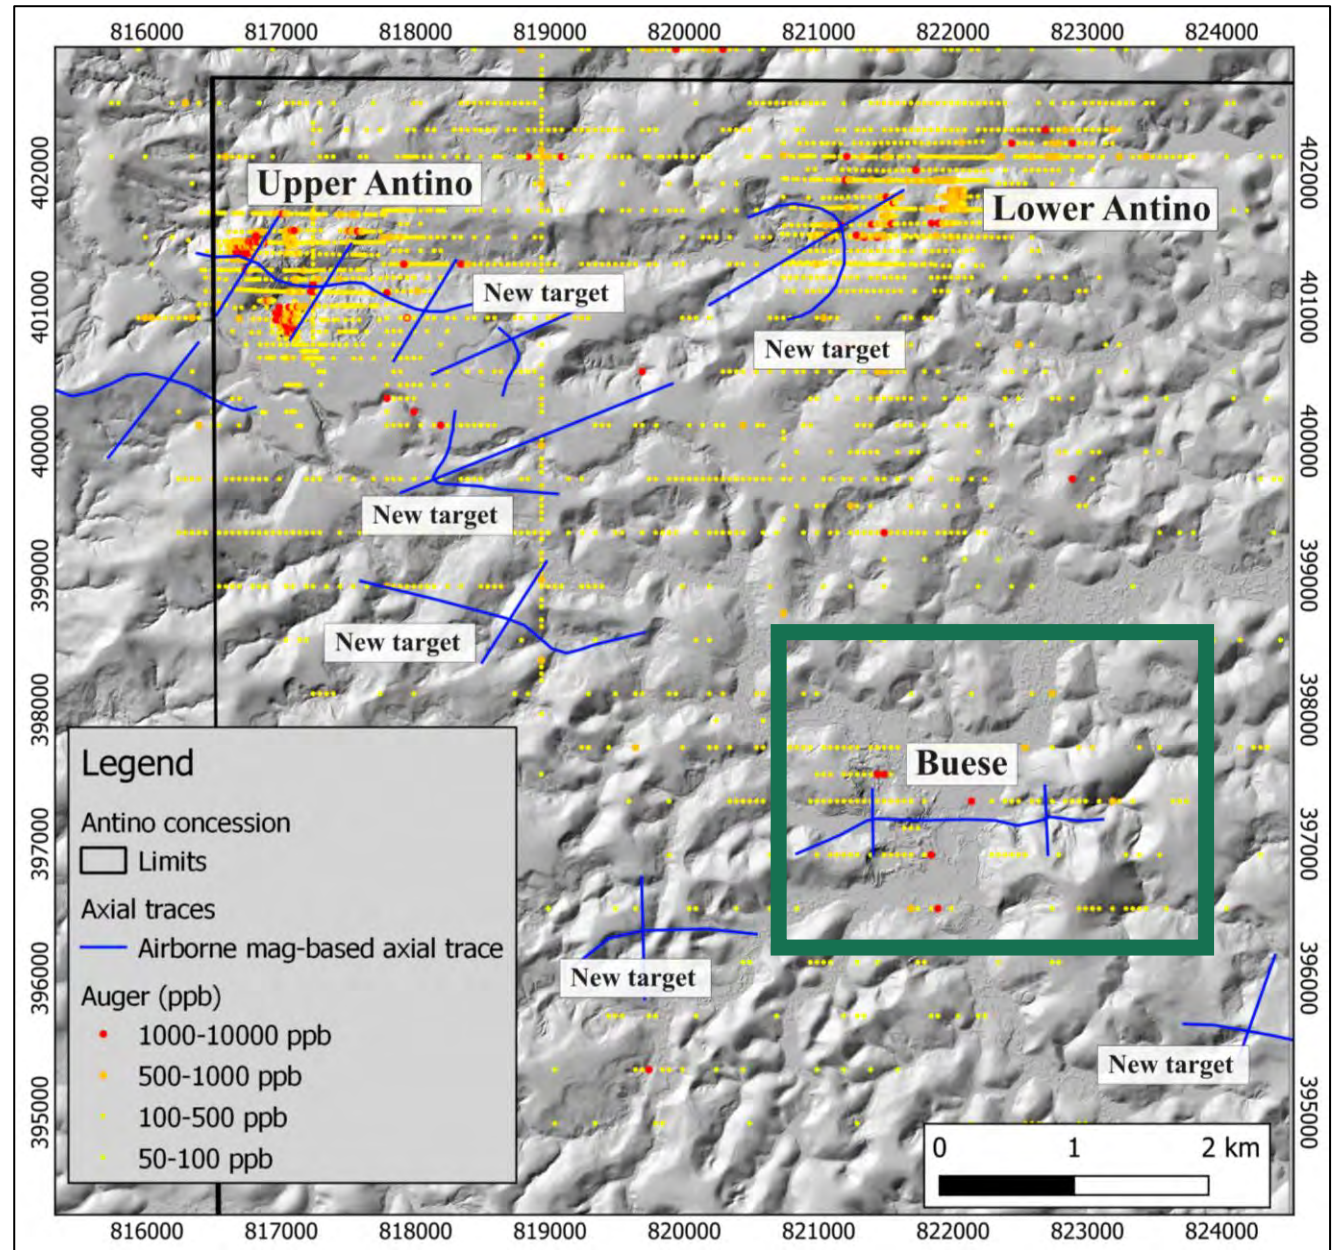 816000 817000 818000 819000 820000 821000 822000 823000 824000
402000
402000
Upper Antino
Lower Antino
401000
401000
New target
New target
400000
400000
New target
399000
399000
New target
398000
398000
Buese
397000
397000
New target
396000
396000
New target
395000
395000
Legend
Antino concession
Limits
Axial traces
Airborne mag-based axial trace
Auger (ppb)
1000-10000 ppb
500-1000 ppb
100-500 ppb
50-100 ppb
0 1 2 km
816000 817000 818000 819000 820000 821000 822000 823000 824000